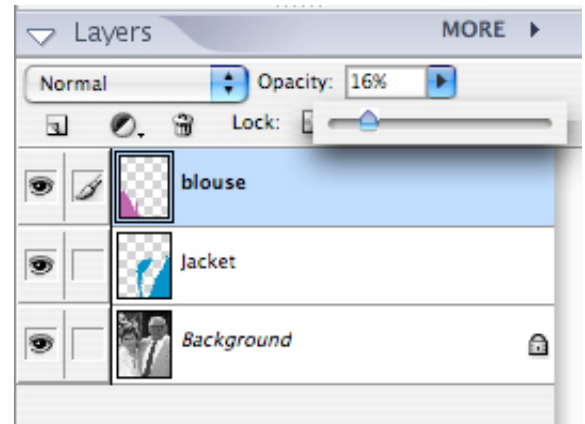 Layers MORE
Normal Opacity: 16%
Lock:
blouse
Jacket
Background